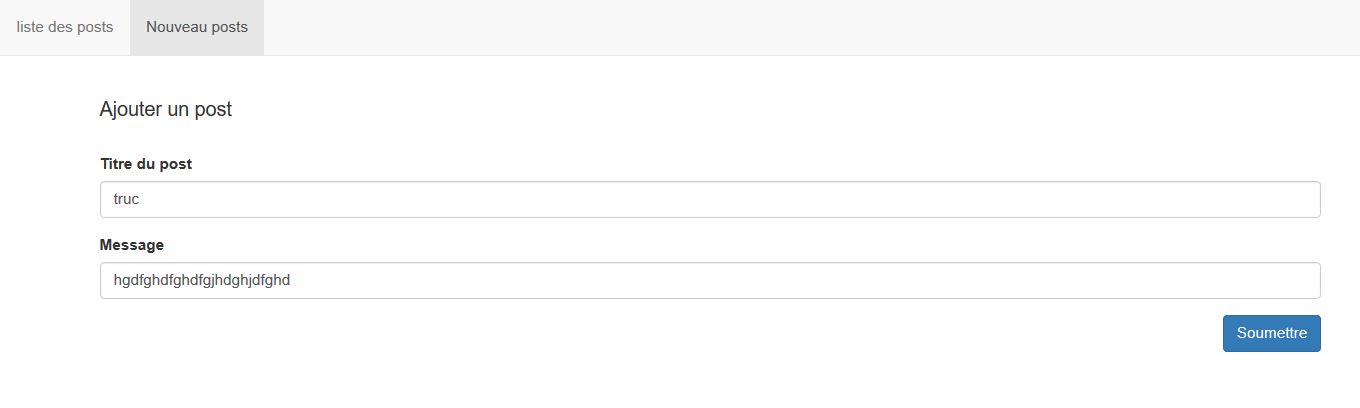 liste des posts
Nouveau posts
Ajouter un post
Titre du post
truc
Message
hgdfghdfghdfgjhdghjdfghd
Soumettre